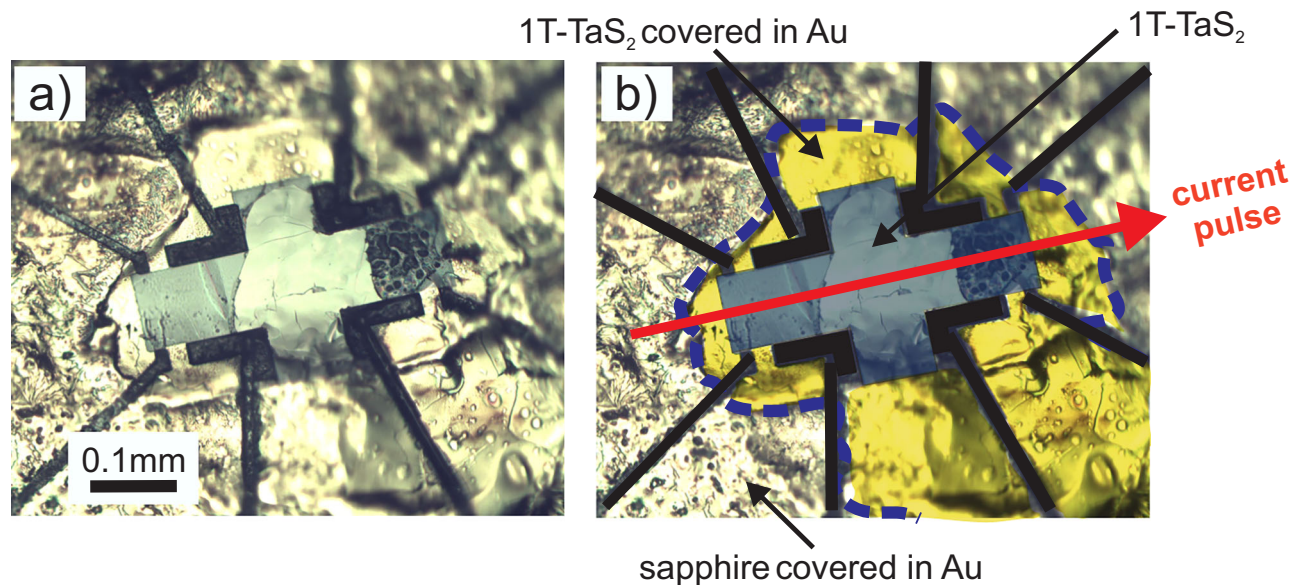 1T-TaS₂ covered in Au
1T-TaS₂
a)
b)
current
pulse
0.1mm
sapphire covered in Au